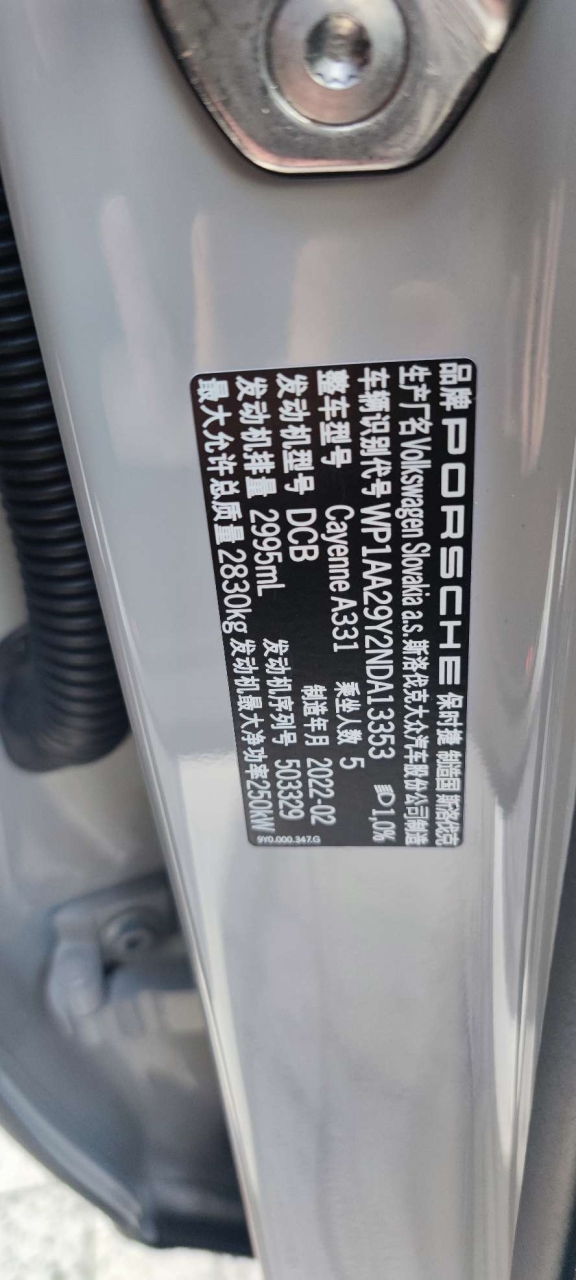 品牌 PORSCHE 保时捷 制造国 斯洛伐克
生产厂名 Volkswagen Slovakia a.s. 斯洛伐克大众汽车股份公司制造
车辆识别代号 WP1AA29Y2NDA13353 1,0%
整车型号 Cayenne A331 乘坐人数 5
发动机型号 DCB 制造年月 2022-02
发动机排量 2995mL 发动机序列号 503329
最大允许总质量 2830kg 发动机最大净功率 250kW
9Y0.000.347.G